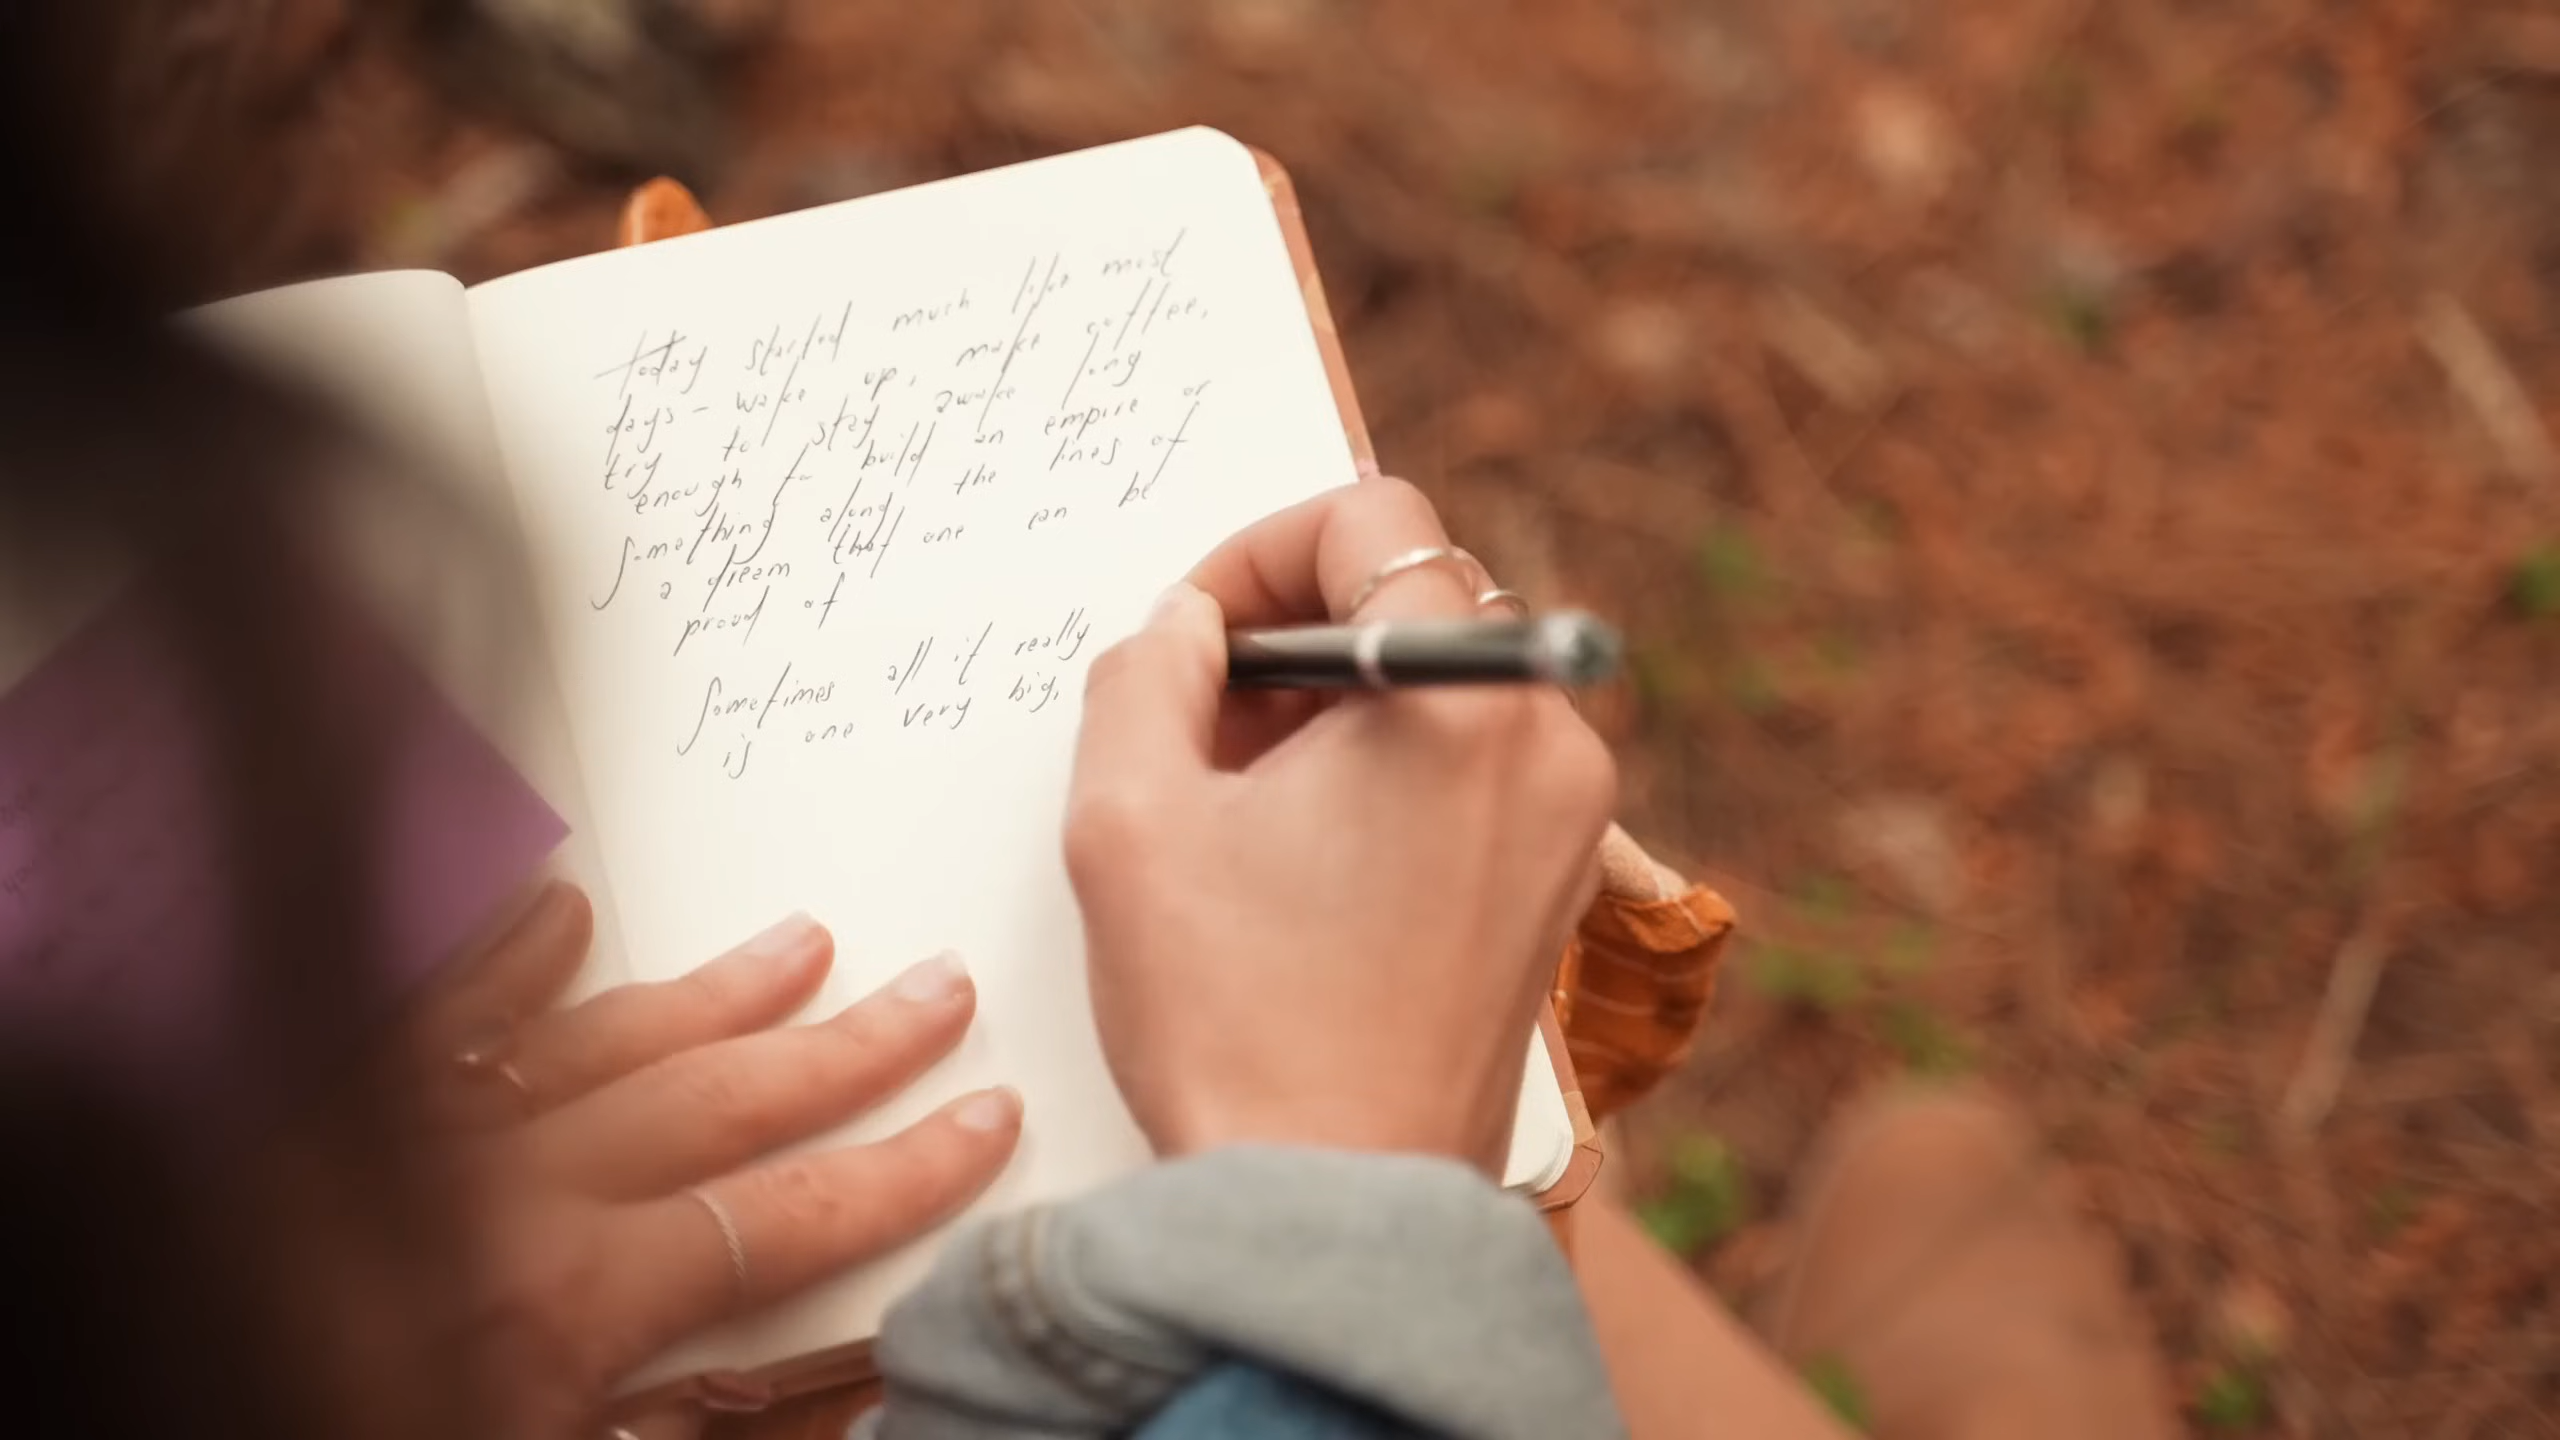 today started much like most
days - wake up, make coffee,
try to stay awake long
enough to build an empire or
something along the lines of
a dream that one can be
proud of
Sometimes all it really
is one very big,